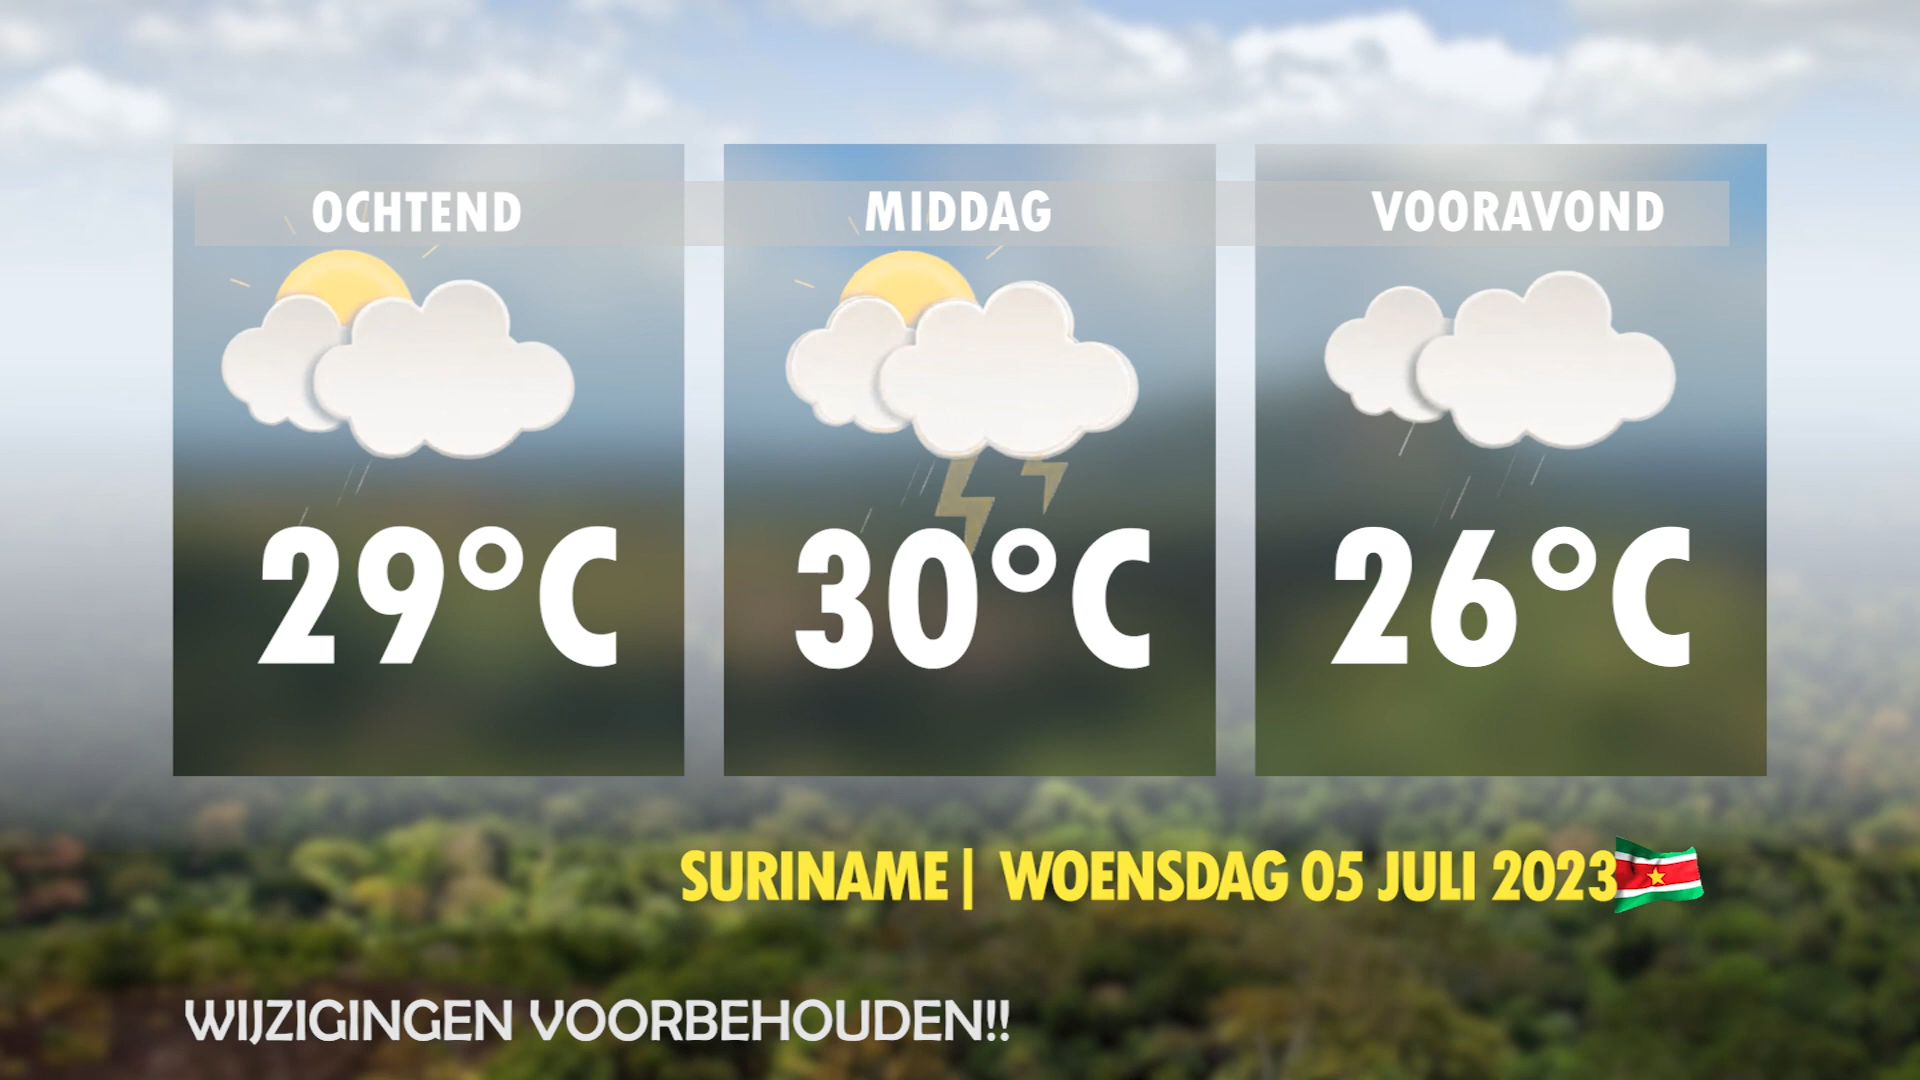 OCHTEND
MIDDAG
VOORAVOND
29°C
30°C
26°C
SURINAME| WOENSDAG 05 JULI 2023
WIJZIGINGEN VOORBEHOUDEN!!